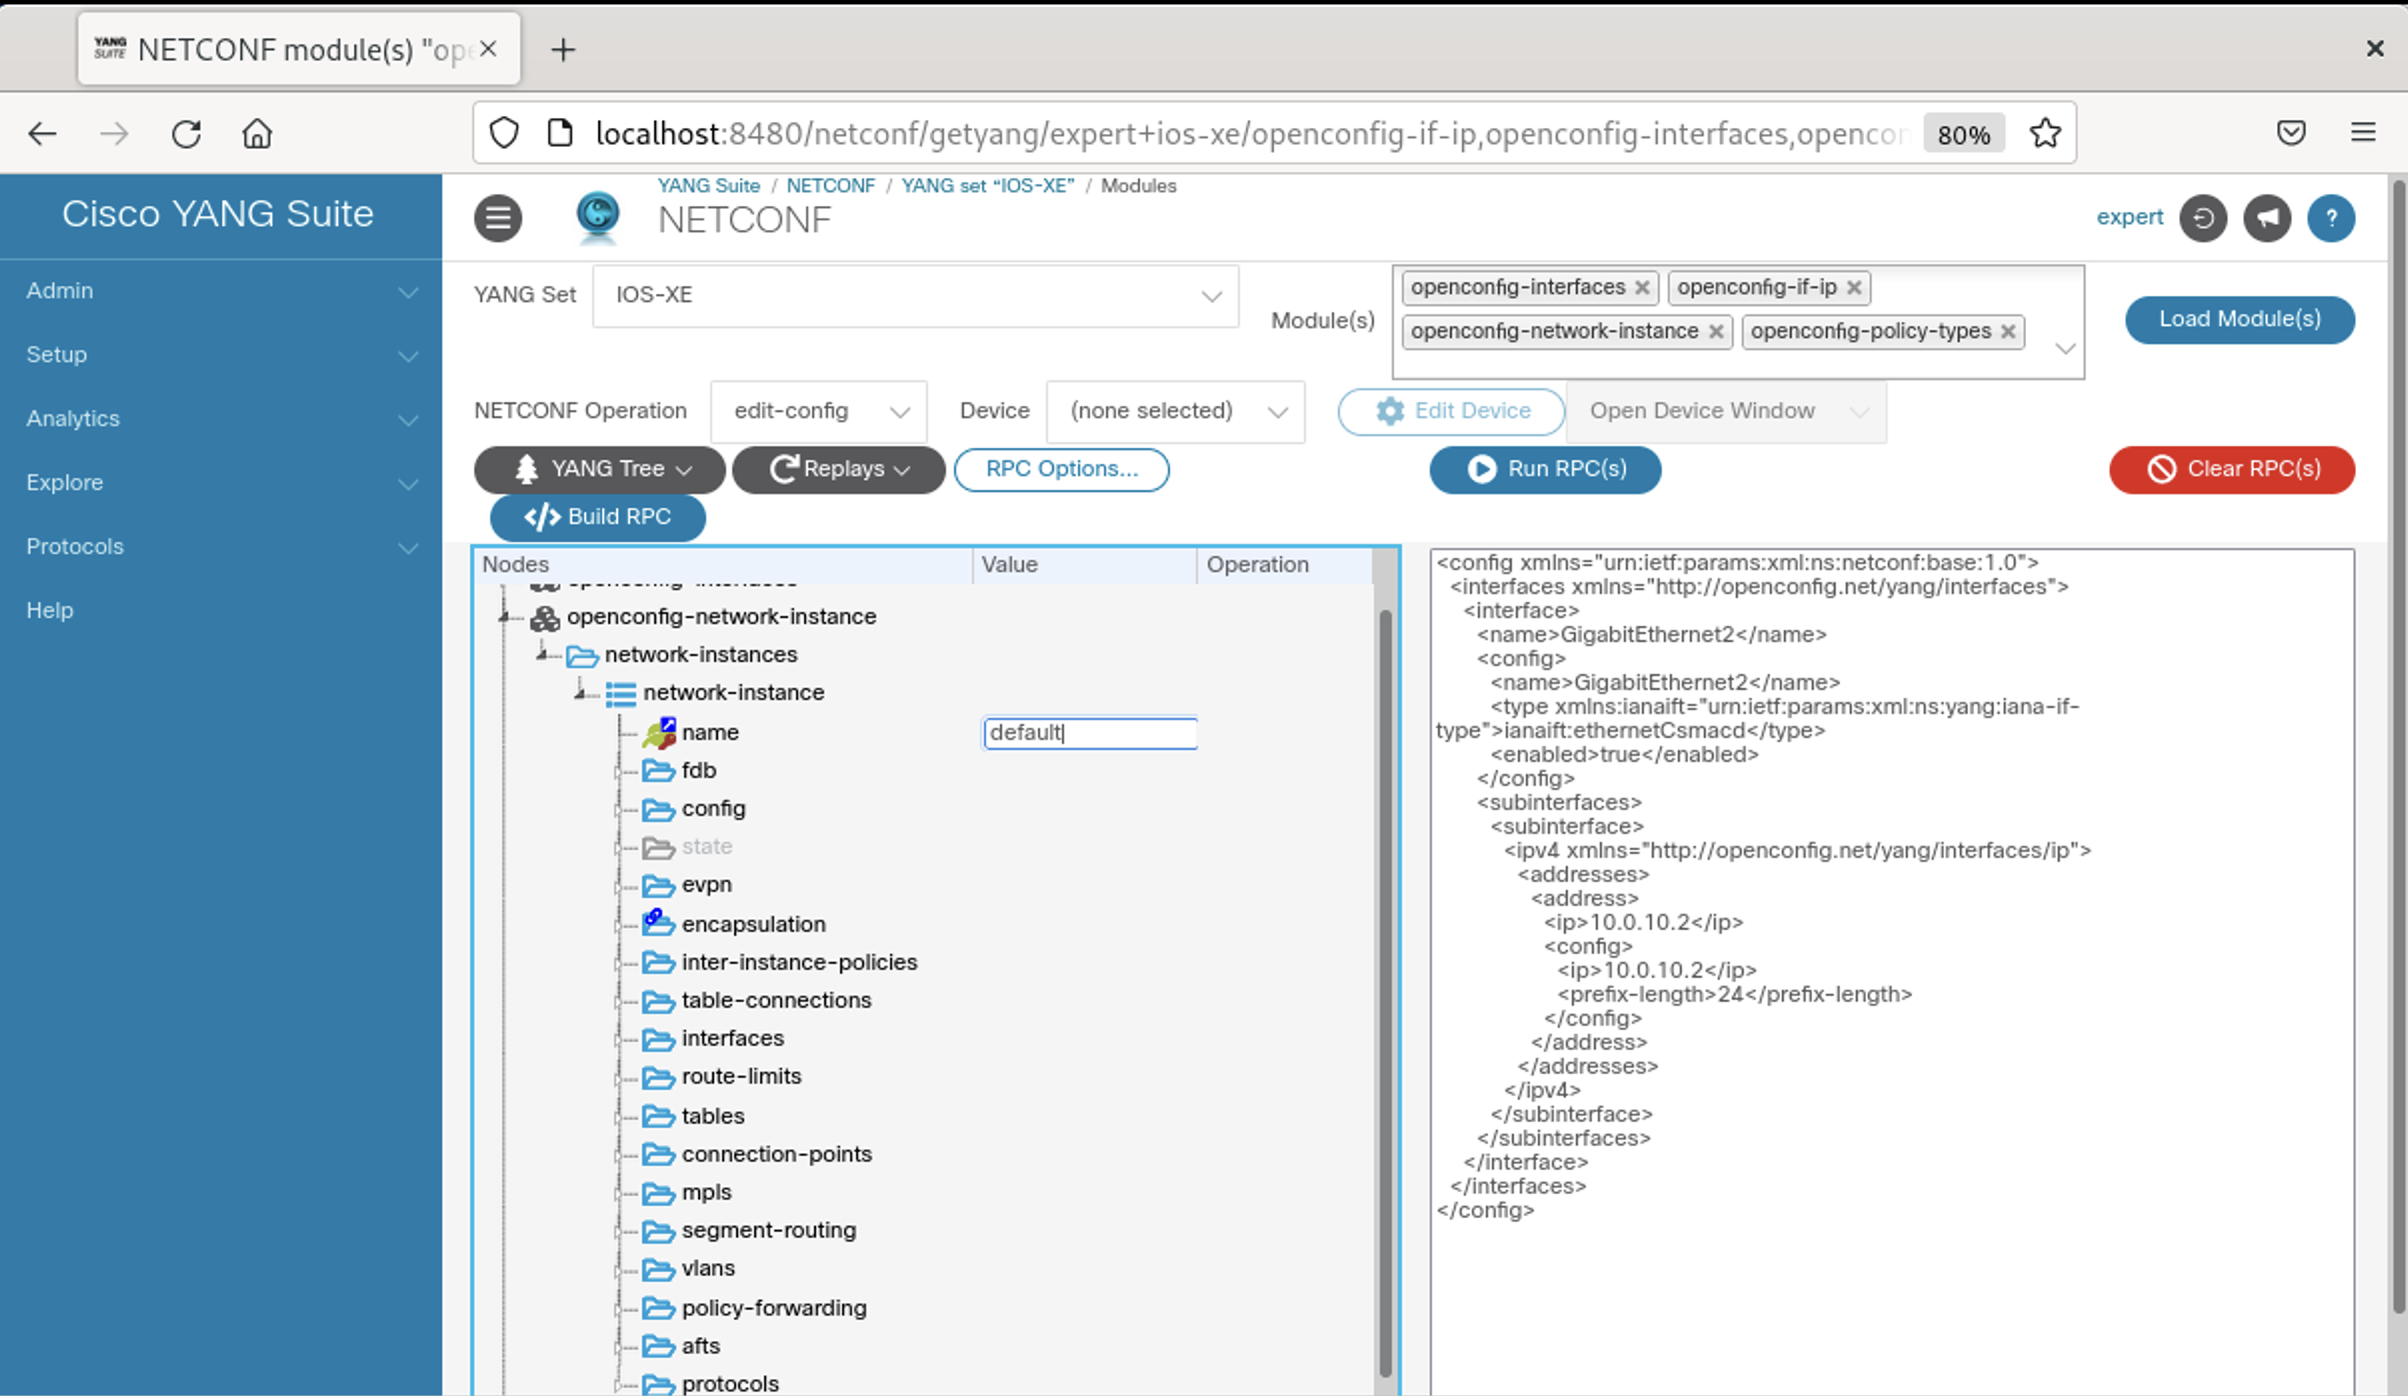 YANG SUITE NETCONF module(s) "ope
localhost:8480/netconf/getyang/expert+ios-xe/openconfig-if-ip,openconfig-interfaces,openco 80%
Cisco YANG Suite
Admin
Setup
Analytics
Explore
Protocols
Help
YANG Suite / NETCONF / YANG set “IOS-XE” / Modules
NETCONF
expert
?
YANG Set IOS-XE
Module(s)
openconfig-interfaces × openconfig-if-ip ×
openconfig-network-instance × openconfig-policy-types ×
Load Module(s)
NETCONF Operation edit-config Device (none selected) Edit Device Open Device Window
YANG Tree Replays RPC Options... Run RPC(s) Clear RPC(s)
</> Build RPC
Nodes Value Operation
openconfig-interfaces
openconfig-network-instance
network-instances
network-instance
name default
fdb
config
state
evpn
encapsulation
inter-instance-policies
table-connections
interfaces
route-limits
tables
connection-points
mpls
segment-routing
vlans
policy-forwarding
afts
protocols
<config xmlns="urn:ietf:params:xml:ns:netconf:base:1.0">
<interfaces xmlns="http://openconfig.net/yang/interfaces">
<interface>
<name>GigabitEthernet2</name>
<config>
<name>GigabitEthernet2</name>
<type xmlns:ianaift="urn:ietf:params:xml:ns:yang:iana-if-
type">ianaift:ethernetCsmacd</type>
<enabled>true</enabled>
</config>
<subinterfaces>
<subinterface>
<ipv4 xmlns="http://openconfig.net/yang/interfaces/ip">
<addresses>
<address>
<ip>10.0.10.2</ip>
<config>
<ip>10.0.10.2</ip>
<prefix-length>24</prefix-length>
</config>
</address>
</addresses>
</ipv4>
</subinterface>
</subinterfaces>
</interface>
</interfaces>
</config>